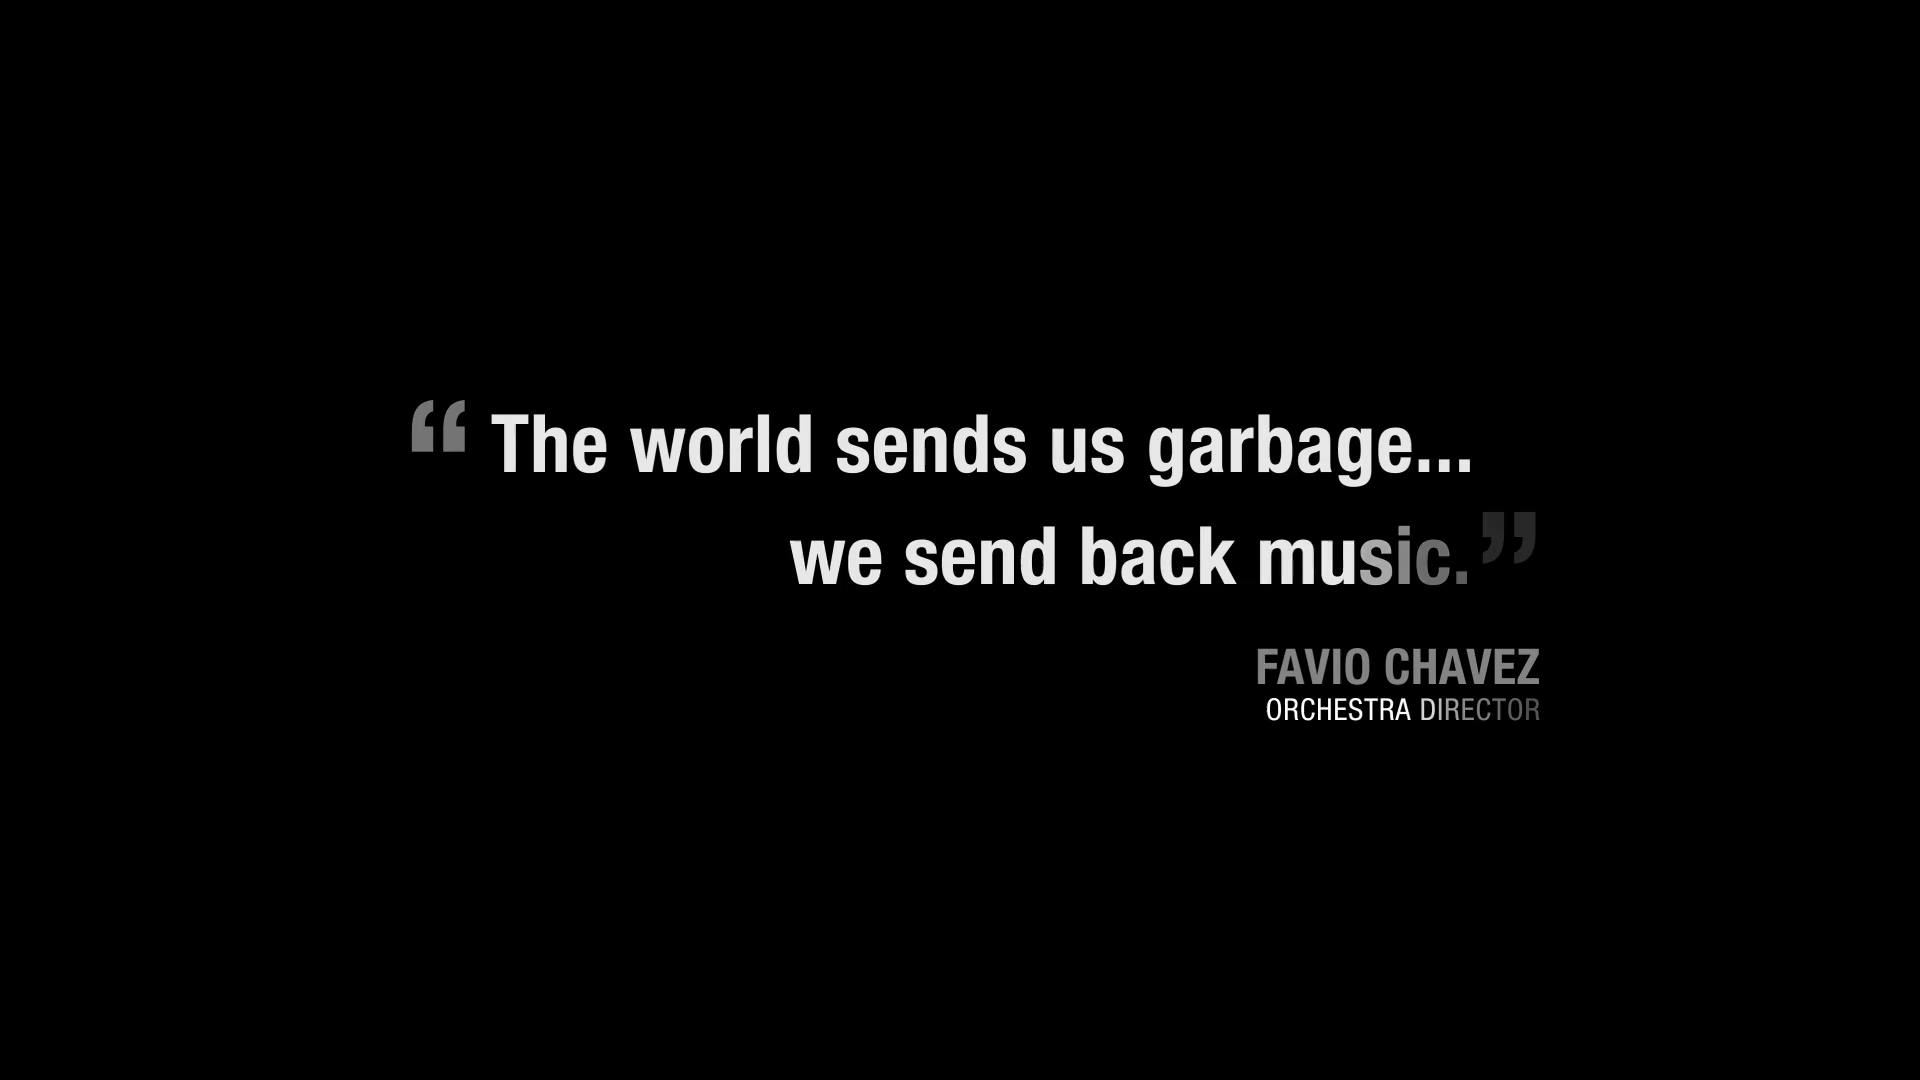 “ The world sends us garbage...
we send back music.”
FAVIO CHAVEZ
ORCHESTRA DIRECTOR